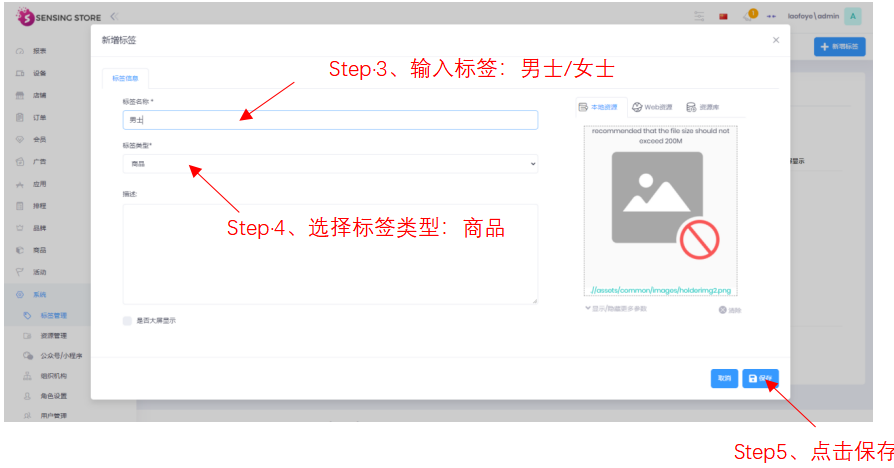 SENSING STORE
1
laofoye\admin
A
报表
设备
店铺
订单
会员
广告
应用
排程
品牌
商品
活动
系统
标签管理
资源管理
公众号/小程序
组织机构
角色设置
用户管理
新增标签
新增标签
标签信息
Step·3、输入标签：男士/女士
标签名称 *
男士
标签类型*
商品
Step·4、选择标签类型：商品
描述:
是否大屏显示
本地资源
Web资源
资源库
recommended that the file size should not
exceed 200M
//assets/common/images/holderimg2.png
显示/隐藏更多参数
清除
屏显示
取消
保存
Step5、点击保存